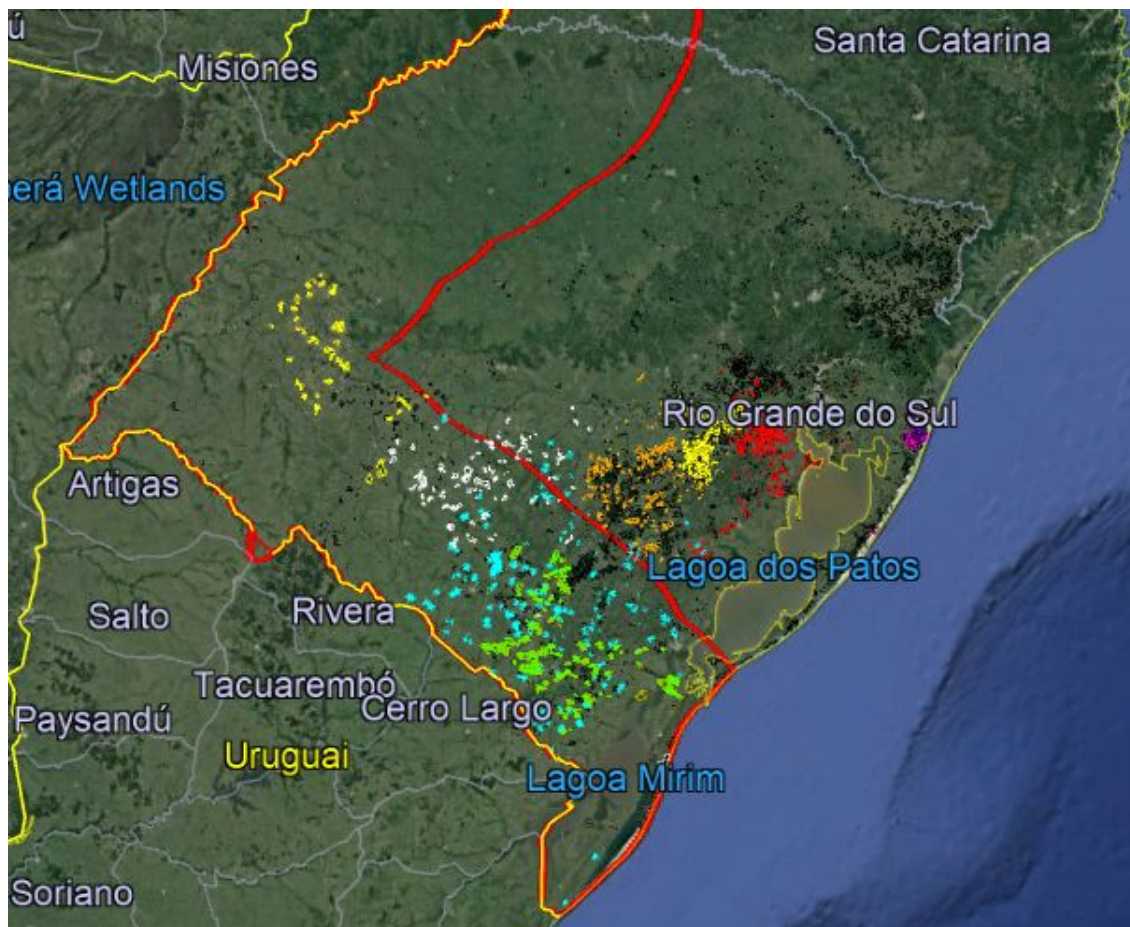 ú
Santa Catarina
Misiones
erá Wetlands
Rio Grande do Sul
Artigas
Lagoa dos Patos
Salto
Rivera
Tacuarembó
Cerro Largo
Paysandú
Uruguai
Lagoa Mirim
Soriano